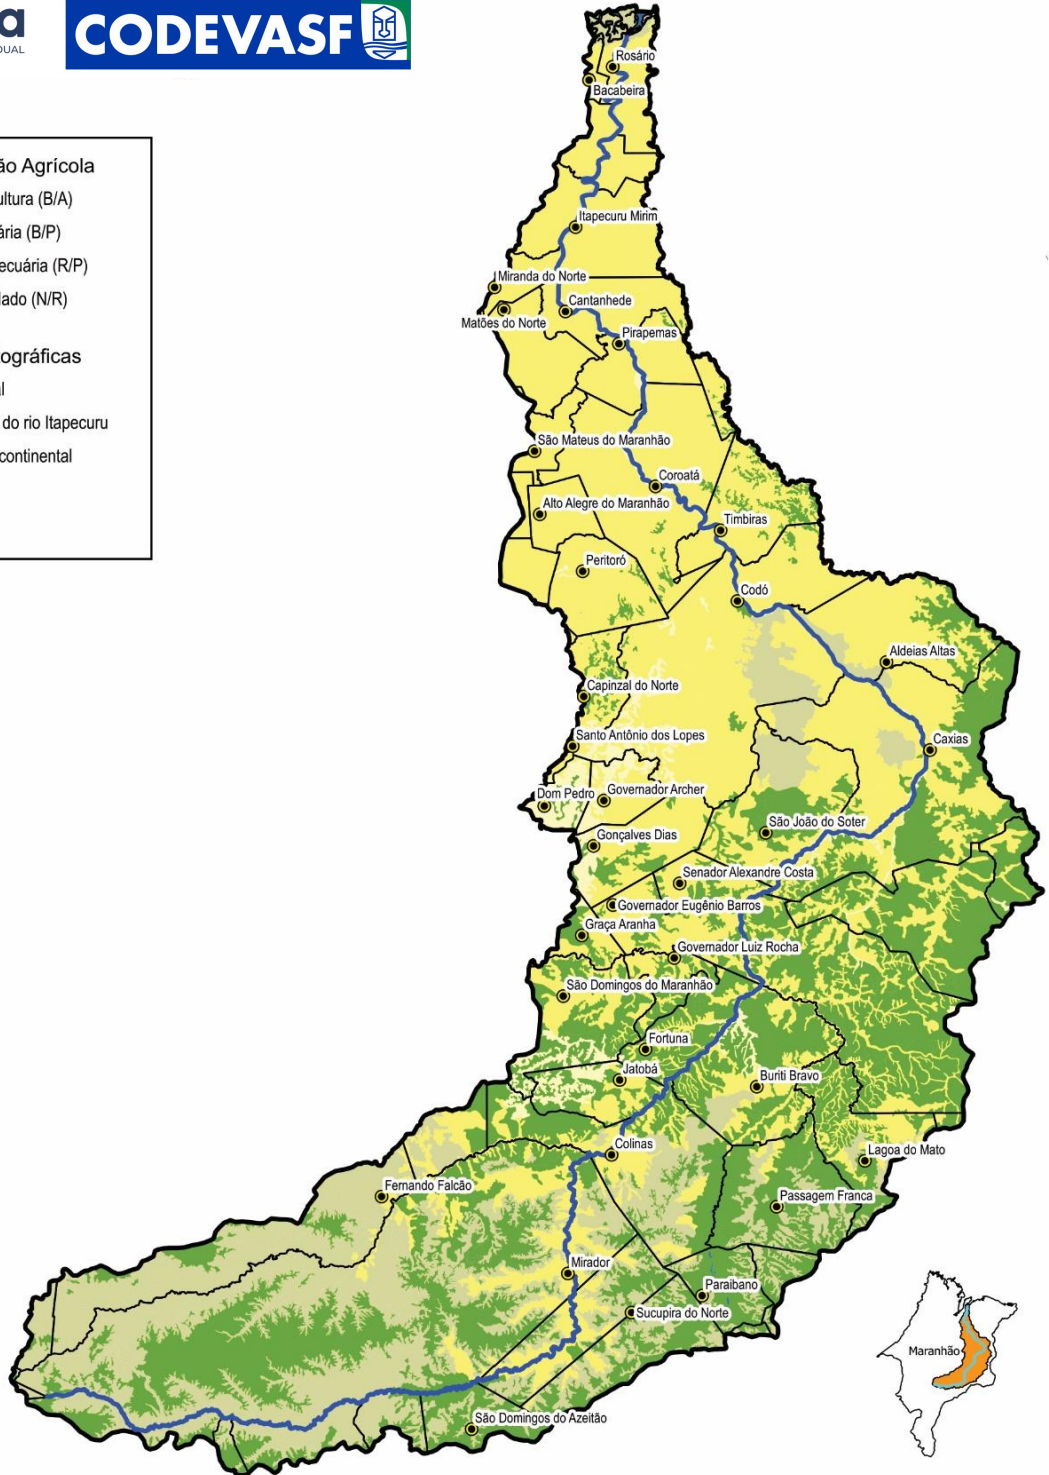 a
DUAL
CODEVASF
ão Agrícola
ultura (B/A)
ária (B/P)
ecuária (R/P)
lado (N/R)
ográficas
al
do rio Itapecuru
continental
Rosário
Bacabeira
Itapecuru Mirim
Miranda do Norte
Cantanhede
Matões do Norte
Pirapemas
São Mateus do Maranhão
Coroatá
Alto Alegre do Maranhão
Timbiras
Peritoró
Codó
Aldeias Altas
Capinzal do Norte
Santo Antônio dos Lopes
Caxias
Dom Pedro
Governador Archer
São João do Soter
Gonçalves Dias
Senador Alexandre Costa
Governador Eugênio Barros
Graça Aranha
Governador Luiz Rocha
São Domingos do Maranhão
Fortuna
Jatobá
Buriti Bravo
Colinas
Lagoa do Mato
Fernando Falcão
Passagem Franca
Mirador
Paraibano
Sucupira do Norte
Maranhão
São Domingos do Azeitão